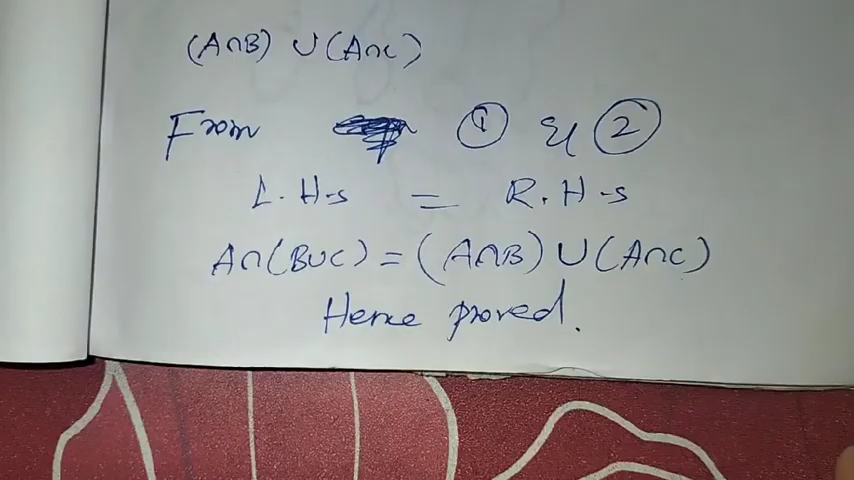 (A∩B) ∪ (A∩C)
From ① & ②
L.H.S = R.H.S
A∩(B∪C) = (A∩B) ∪ (A∩C)
Hence proved.